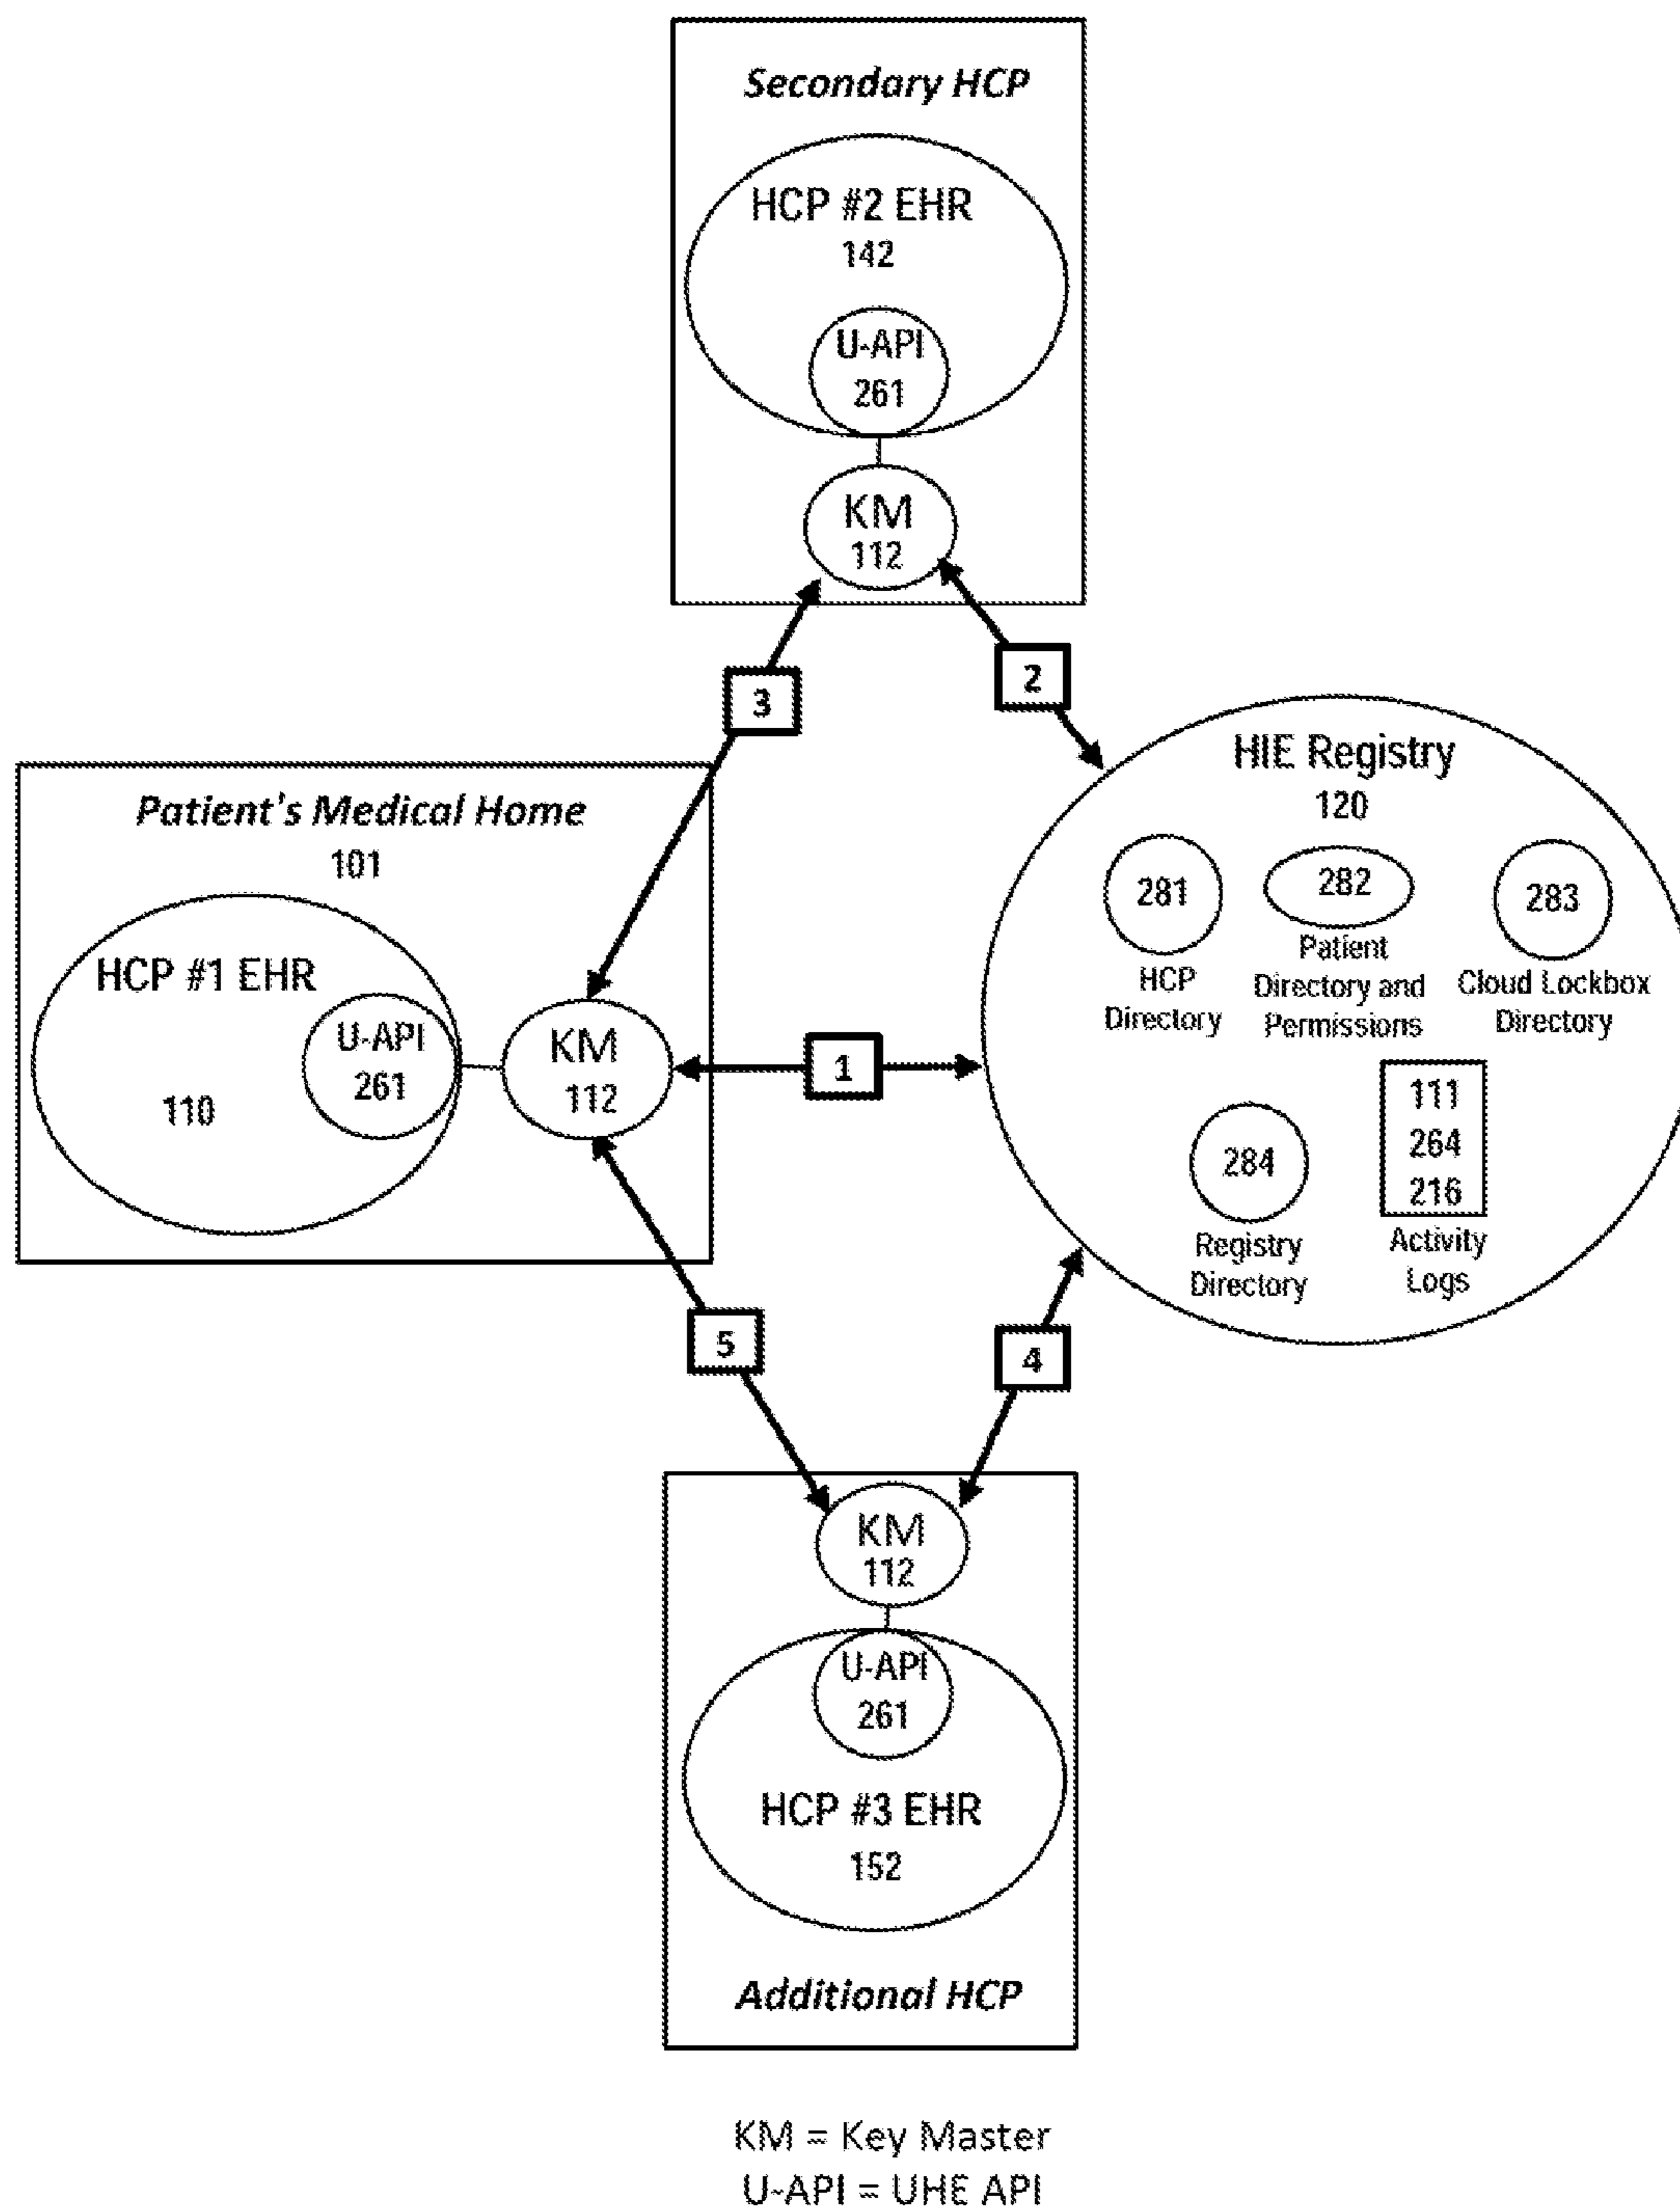 Secondary HCP
HCP #2 EHR
142
U-API
261
KM
112
3
2
Patient's Medical Home
101
HCP #1 EHR
U-API
261
110
KM
112
1
HIE Registry
120
281
HCP
Directory
282
Patient
Directory and
Permissions
283
Cloud Lockbox
Directory
284
Registry
Directory
111
264
216
Activity
Logs
5
4
KM
112
U-API
261
HCP #3 EHR
152
Additional HCP
KM = Key Master
U-API = UHE API